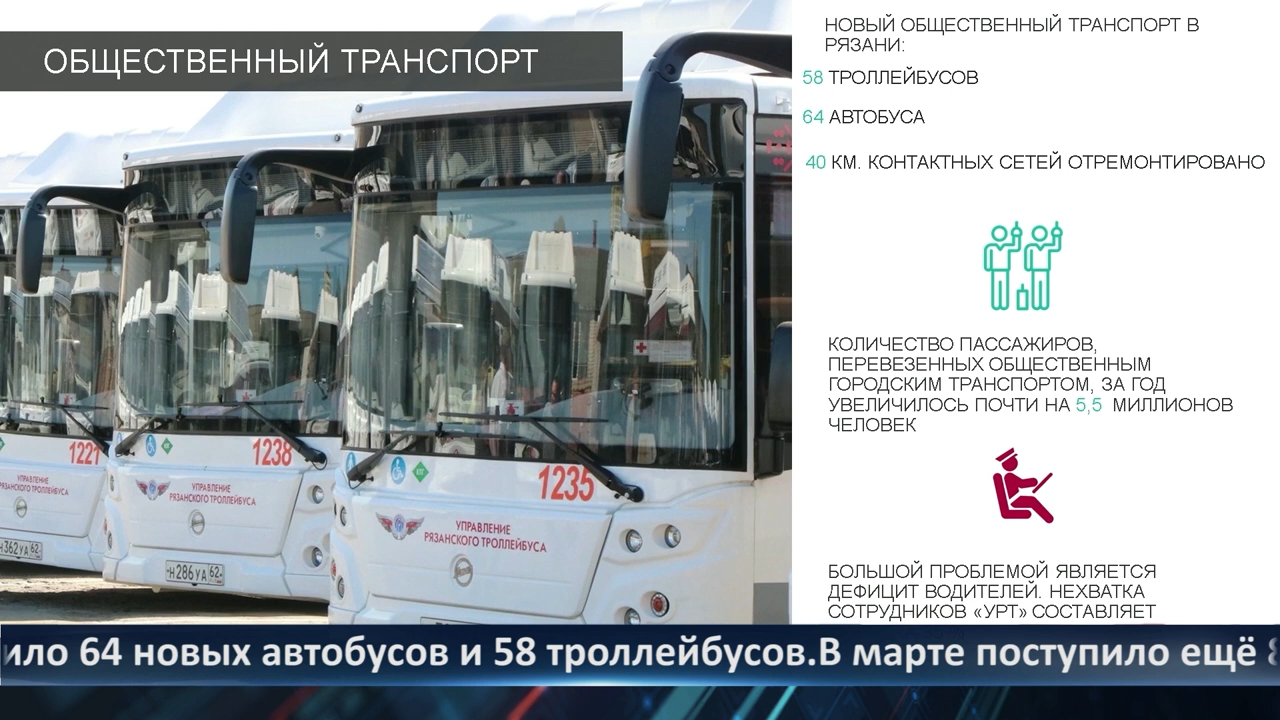 ОБЩЕСТВЕННЫЙ ТРАНСПОРТ
НОВЫЙ ОБЩЕСТВЕННЫЙ ТРАНСПОРТ В
РЯЗАНИ:
58 ТРОЛЛЕЙБУСОВ
64 АВТОБУСА
40 КМ. КОНТАКТНЫХ СЕТЕЙ ОТРЕМОНТИРОВАНО
КОЛИЧЕСТВО ПАССАЖИРОВ,
ПЕРЕВЕЗЕННЫХ ОБЩЕСТВЕННЫМ
ГОРОДСКИМ ТРАНСПОРТОМ, ЗА ГОД
УВЕЛИЧИЛОСЬ ПОЧТИ НА 5,5 МИЛЛИОНОВ
ЧЕЛОВЕК
БОЛЬШОЙ ПРОБЛЕМОЙ ЯВЛЯЕТСЯ
ДЕФИЦИТ ВОДИТЕЛЕЙ. НЕХВАТКА
СОТРУДНИКОВ «УРТ» СОСТАВЛЯЕТ
1221
УПРАВЛЕНИЕ
РЯЗАНСКОГО ТРОЛЛЕЙБУСА
Н362УА 62
1238
УПРАВЛЕНИЕ
РЯЗАНСКОГО ТРОЛЛЕЙБУСА
Н286УА 62
1235
УПРАВЛЕНИЕ
РЯЗАНСКОГО ТРОЛЛЕЙБУСА
ило 64 новых автобусов и 58 троллейбусов.В марте поступило ещё 8